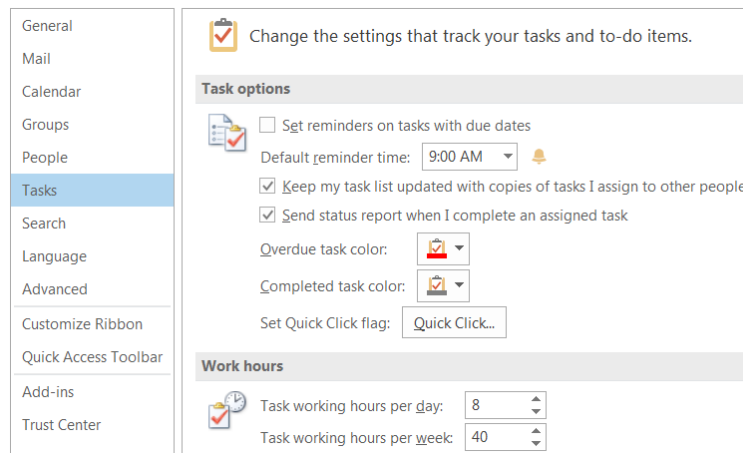 General
Mail
Calendar
Groups
People
Tasks
Search
Language
Advanced
Customize Ribbon
Quick Access Toolbar
Add-ins
Trust Center
Change the settings that track your tasks and to-do items.
Task options
Set reminders on tasks with due dates
Default reminder time: 9:00 AM
Keep my task list updated with copies of tasks I assign to other people
Send status report when I complete an assigned task
Overdue task color:
Completed task color:
Set Quick Click flag: Quick Click...
Work hours
Task working hours per day: 8
Task working hours per week: 40